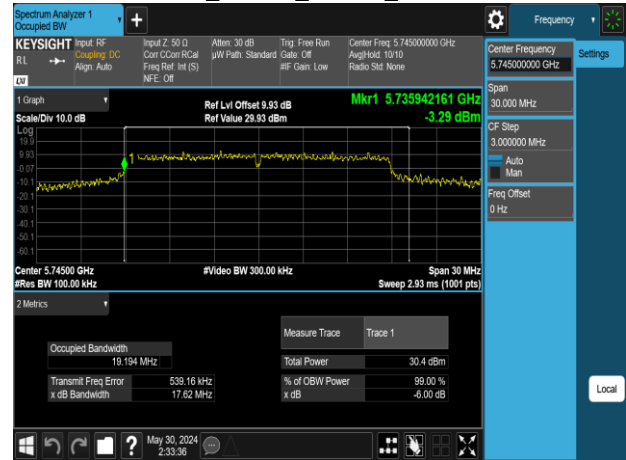 Spectrum Analyzer 1
Occupied BW
+
Frequency
KEYSIGHT
RL
LXI
Input: RF
Coupling: DC
Align: Auto
Input Z: 50 Ω
Corr CCorr RCal
Freq Ref: Int (S)
NFE: Off
Atten: 30 dB
µW Path: Standard
Trig: Free Run
Gate: Off
#IF Gain: Low
Center Freq: 5.745000000 GHz
Avg|Hold: 10/10
Radio Std: None
Center Frequency
5.745000000 GHz
Settings
Span
30.000 MHz
CF Step
3.000000 MHz
Auto
Man
Freq Offset
0 Hz
1 Graph
Scale/Div 10.0 dB
Ref Lvl Offset 9.93 dB
Ref Value 29.93 dBm
Mkr1 5.735942161 GHz
-3.29 dBm
Log
19.9
9.93
-0.07
-10.1
-20.1
-30.1
-40.1
-50.1
-60.1
1
Center 5.74500 GHz
#Res BW 100.00 kHz
#Video BW 300.00 kHz
Span 30 MHz
Sweep 2.93 ms (1001 pts)
2 Metrics
Measure Trace Trace 1
Occupied Bandwidth
19.194 MHz
Total Power 30.4 dBm
Transmit Freq Error 539.16 kHz
% of OBW Power 99.00 %
x dB Bandwidth 17.62 MHz
x dB -6.00 dB
Local
?
May 30, 2024
2:33:36